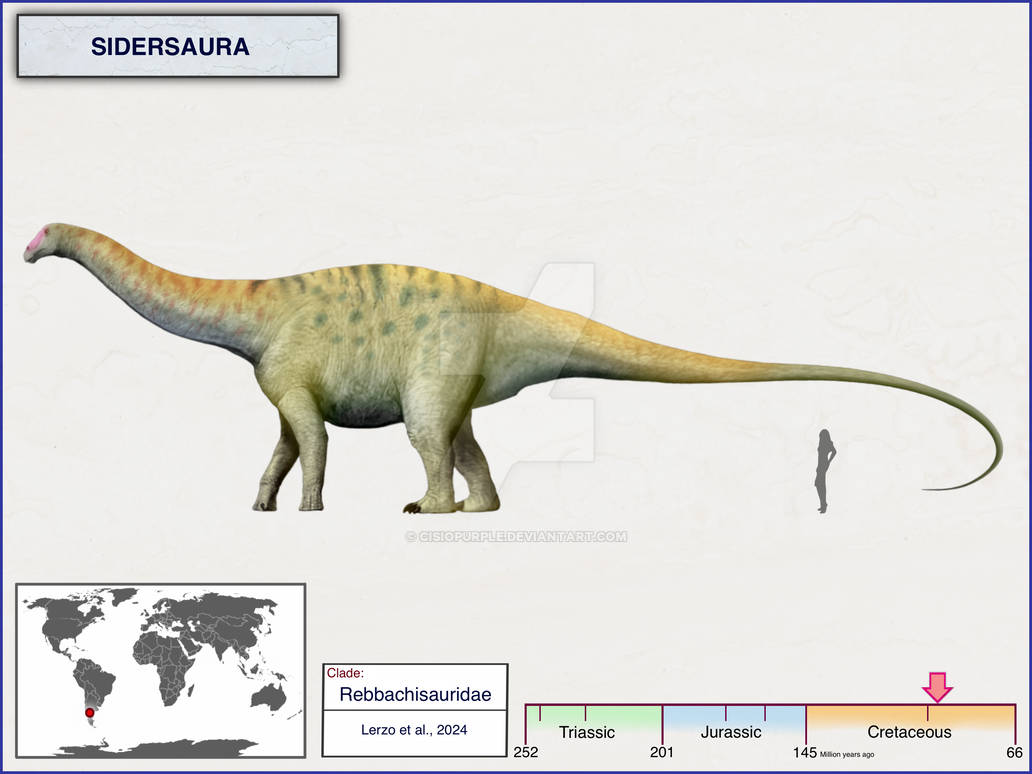 SIDERSAURA
© CISIOPURPLE.DEVIANTART.COM
Clade:
Rebbachisauridae
Lerzo et al., 2024
Triassic Jurassic Cretaceous
252 201 145 Million years ago 66